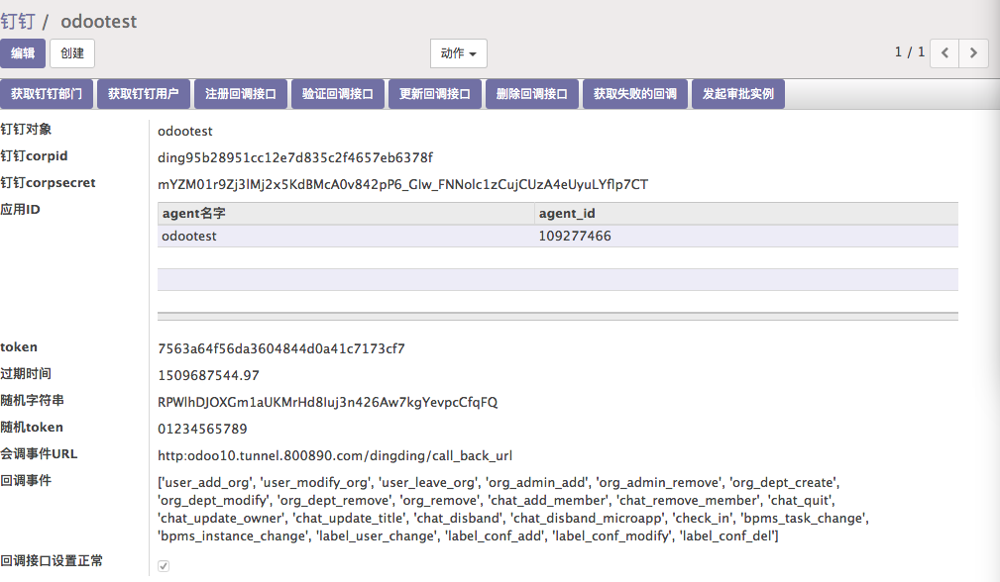 钉钉 / odootest
编辑 创建 动作 1 / 1
获取钉钉部门 获取钉钉用户 注册回调接口 验证回调接口 更新回调接口 删除回调接口 获取失败的回调 发起审批实例
钉钉对象 odootest
钉钉corpid ding95b28951cc12e7d835c2f4657eb6378f
钉钉corpsecret mYZM01r9Zj3lMj2x5KdBMcA0v842pP6_Glw_FNNolc1zCujCUzA4eUyuLYflp7CT
应用ID
agent名字 agent_id
odootest 109277466
token 7563a64f56da3604844d0a41c7173cf7
过期时间 1509687544.97
随机字符串 RPWlhDJOXGm1aUKMrHd8Iuj3n426Aw7kgYevpcCfqFQ
随机token 01234565789
会调事件URL http:odoo10.tunnel.800890.com/dingding/call_back_url
回调事件 ['user_add_org', 'user_modify_org', 'user_leave_org', 'org_admin_add', 'org_admin_remove', 'org_dept_create',
'org_dept_modify', 'org_dept_remove', 'org_remove', 'chat_add_member', 'chat_remove_member', 'chat_quit',
'chat_update_owner', 'chat_update_title', 'chat_disband', 'chat_disband_microapp', 'check_in', 'bpms_task_change',
'bpms_instance_change', 'label_user_change', 'label_conf_add', 'label_conf_modify', 'label_conf_del']
回调接口设置正常